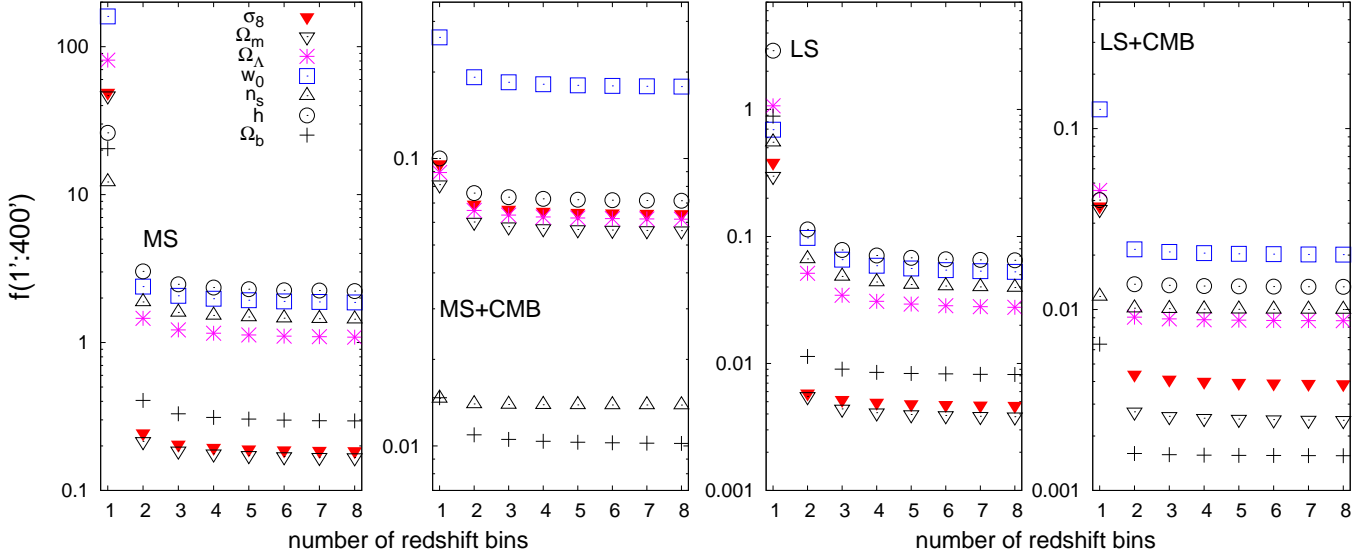 f(1':400')
100
10
1
0.1
σ8
Ωm
ΩΛ
w0
ns
h
Ωb
MS
1 2 3 4 5 6 7 8
number of redshift bins
0.1
0.01
MS+CMB
1 2 3 4 5 6 7 8
1
0.1
0.01
0.001
LS
1 2 3 4 5 6 7 8
number of redshift bins
0.1
0.01
0.001
LS+CMB
1 2 3 4 5 6 7 8
number of redshift bins